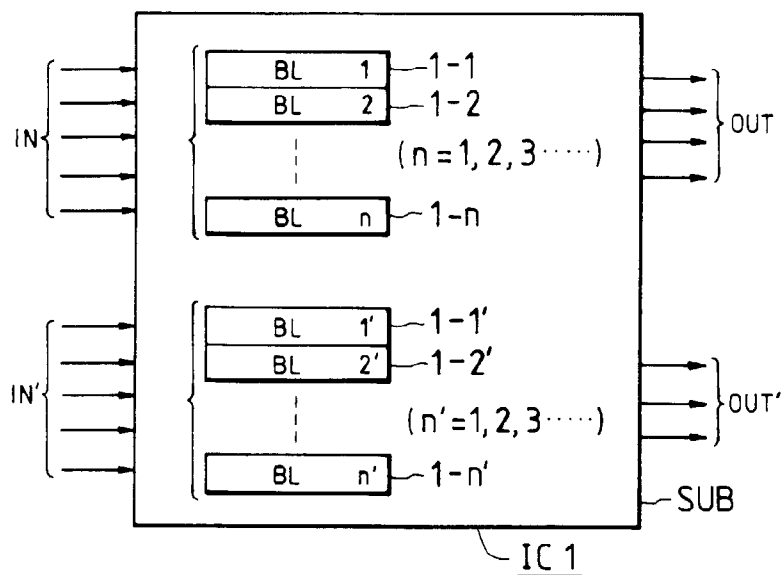 BL 1 1-1
BL 2 1-2
IN OUT
(n=1, 2, 3·····)
BL n 1-n
BL 1' 1-1'
BL 2' 1-2'
IN' OUT'
(n'=1, 2, 3·····)
BL n' 1-n'
SUB
IC 1